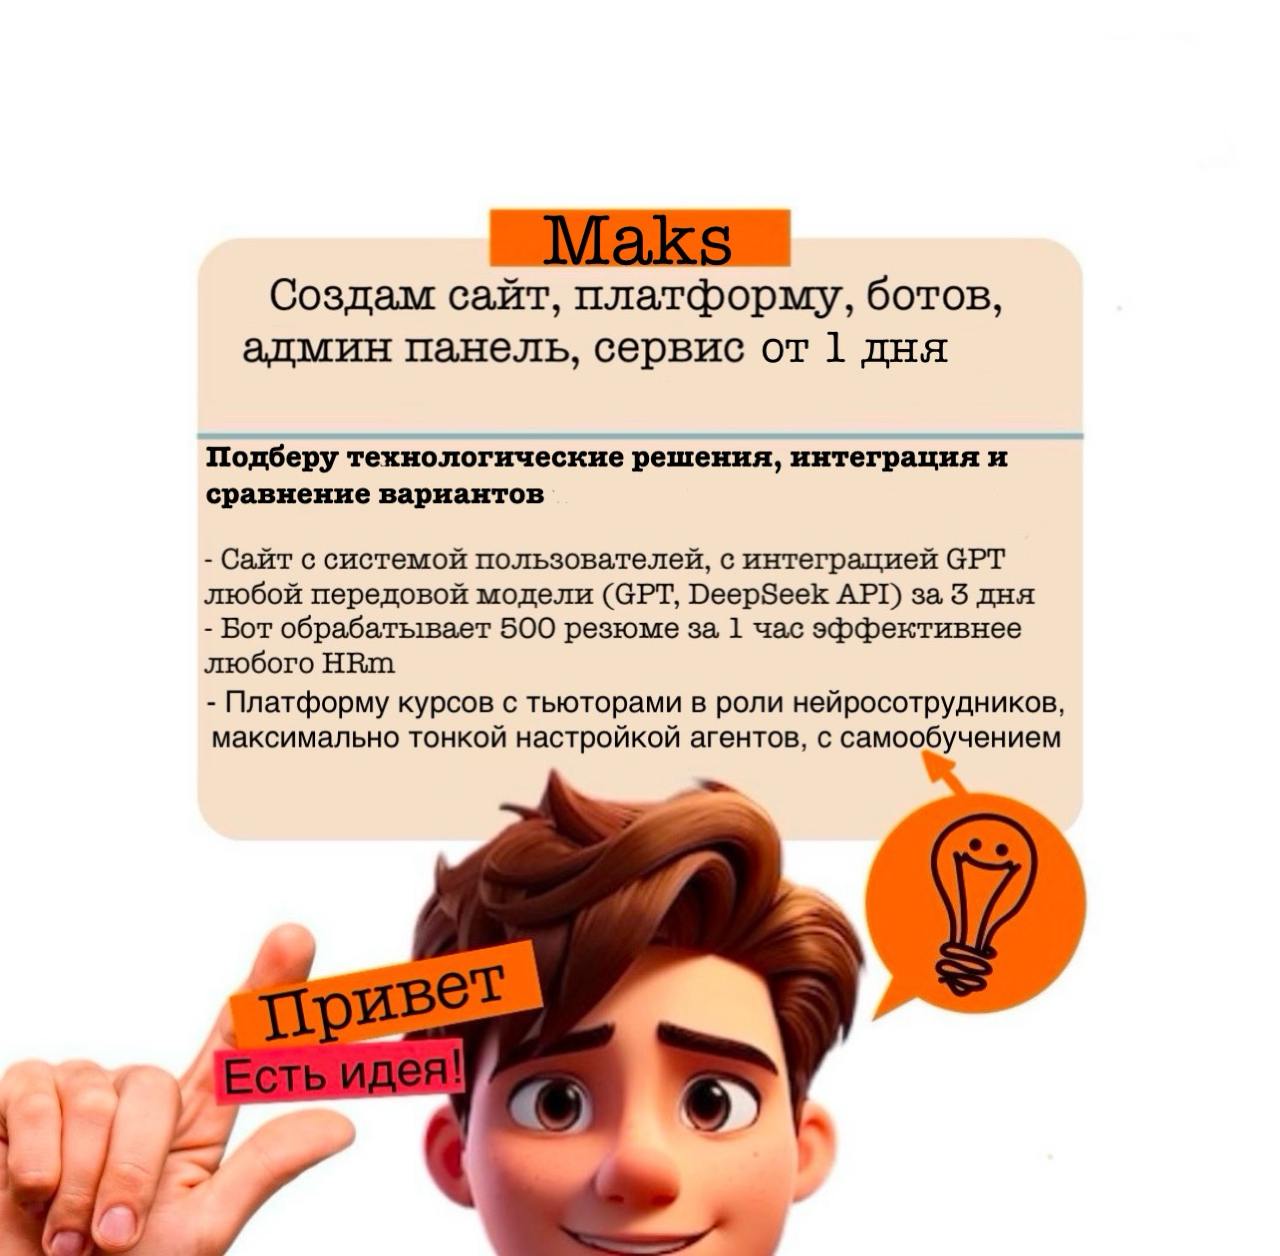 Maks
Создам сайт, платформу, ботов,
админ панель, сервис от 1 дня
Подберу технологические решения, интеграция и
сравнение вариантов
- Сайт с системой пользователей, с интеграцией GPT
любой передовой модели (GPT, DeepSeek API) за 3 дня
- Бот обрабатывает 500 резюме за 1 час эффективнее
любого HRm
- Платформу курсов с тьюторами в роли нейросотрудников,
максимально тонкой настройкой агентов, с самообучением
Привет
Есть идея!